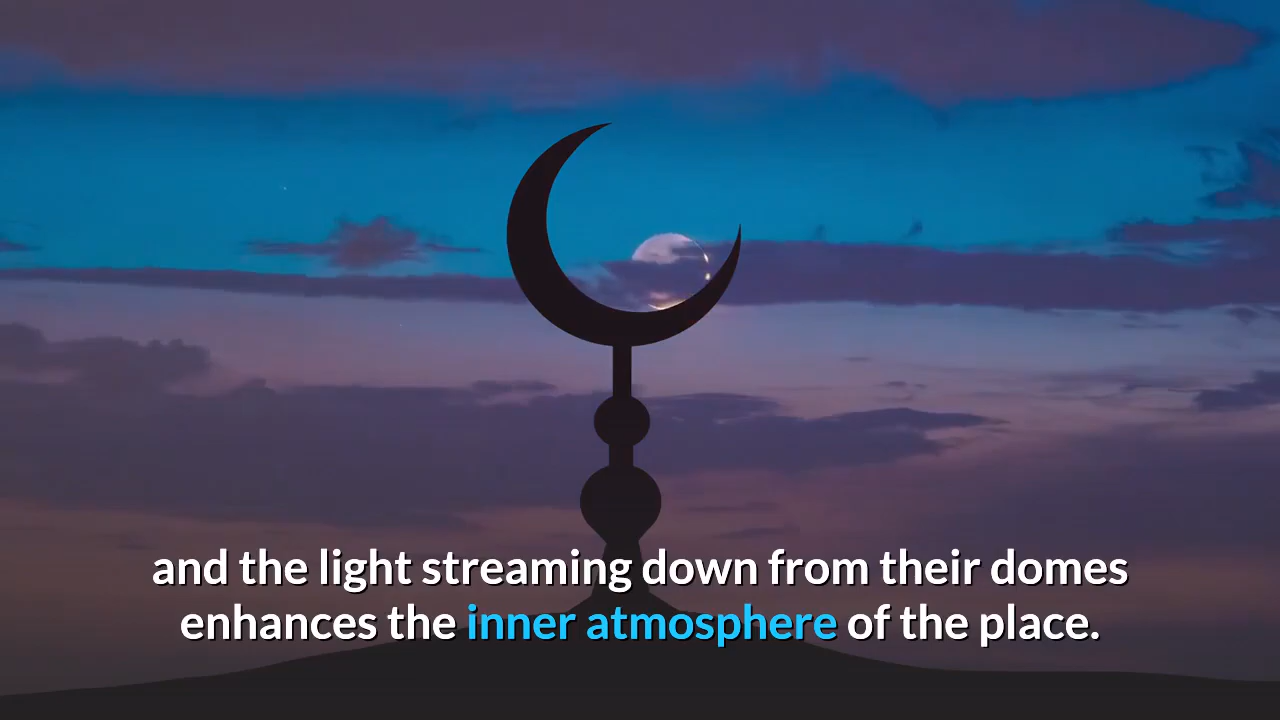 and the light streaming down from their domes
enhances the inner atmosphere of the place.